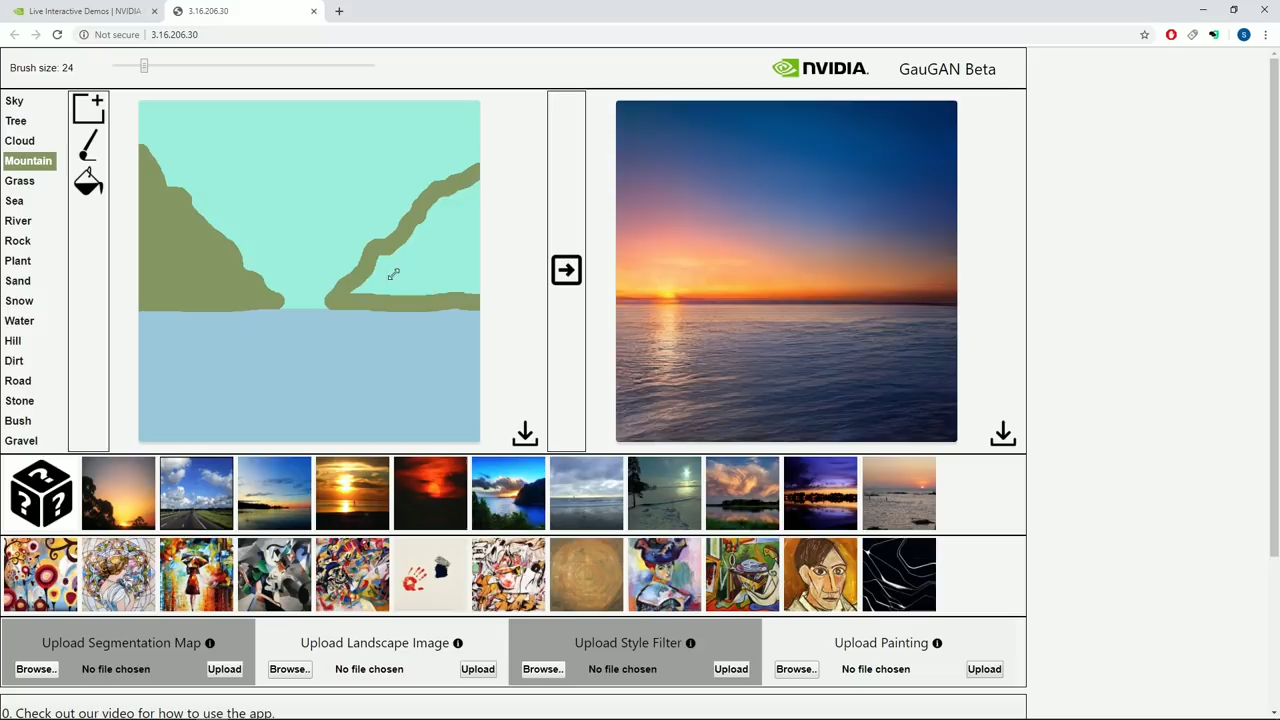 Live Interactive Demos | NVIDIA
3.16.206.30
Not secure | 3.16.206.30
S
Brush size: 24
NVIDIA.
GauGAN Beta
Sky
Tree
Cloud
Mountain
Grass
Sea
River
Rock
Plant
Sand
Snow
Water
Hill
Dirt
Road
Stone
Bush
Gravel
? ? ?
Upload Segmentation Map
Browse.. No file chosen Upload
Upload Landscape Image
Browse.. No file chosen Upload
Upload Style Filter
Browse.. No file chosen Upload
Upload Painting
Browse.. No file chosen Upload
0. Check out our video for how to use the app.